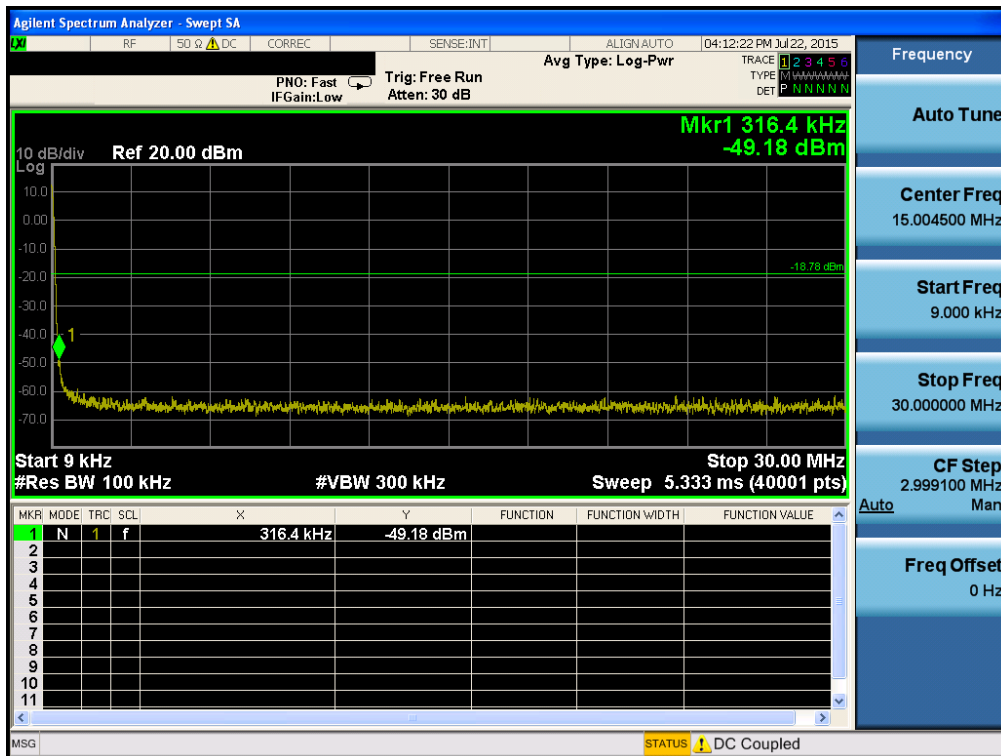 Agilent Spectrum Analyzer - Swept SA
LXI RF 50 Ω DC CORREC SENSE:INT ALIGN AUTO 04:12:22 PM Jul 22, 2015
PNO: Fast
IFGain:Low
Trig: Free Run
Atten: 30 dB
Avg Type: Log-Pwr
TRACE 1 2 3 4 5 6
TYPE M
DET P N N N N N
Mkr1 316.4 kHz
-49.18 dBm
10 dB/div
Log
Ref 20.00 dBm
10.0
0.00
-10.0
-20.0
-30.0
-40.0
-50.0
-60.0
-70.0
-18.78 dBm
1
Start 9 kHz
Stop 30.00 MHz
#Res BW 100 kHz
#VBW 300 kHz
Sweep 5.333 ms (40001 pts)
MKR MODE TRC SCL X Y FUNCTION FUNCTION WIDTH FUNCTION VALUE
1 N 1 f 316.4 kHz -49.18 dBm
2
3
4
5
6
7
8
9
10
11
MSG
STATUS DC Coupled
Frequency
Auto Tune
Center Freq
15.004500 MHz
Start Freq
9.000 kHz
Stop Freq
30.000000 MHz
CF Step
2.999100 MHz
Auto Man
Freq Offset
0 Hz